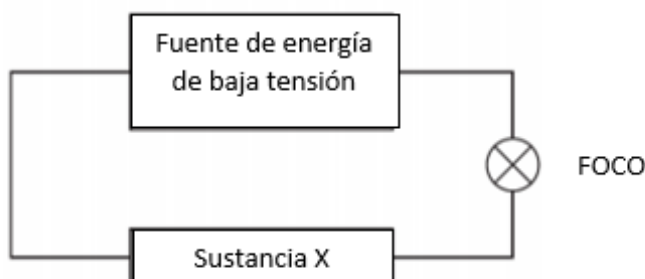 Fuente de energía
de baja tensión
FOCO
Sustancia X